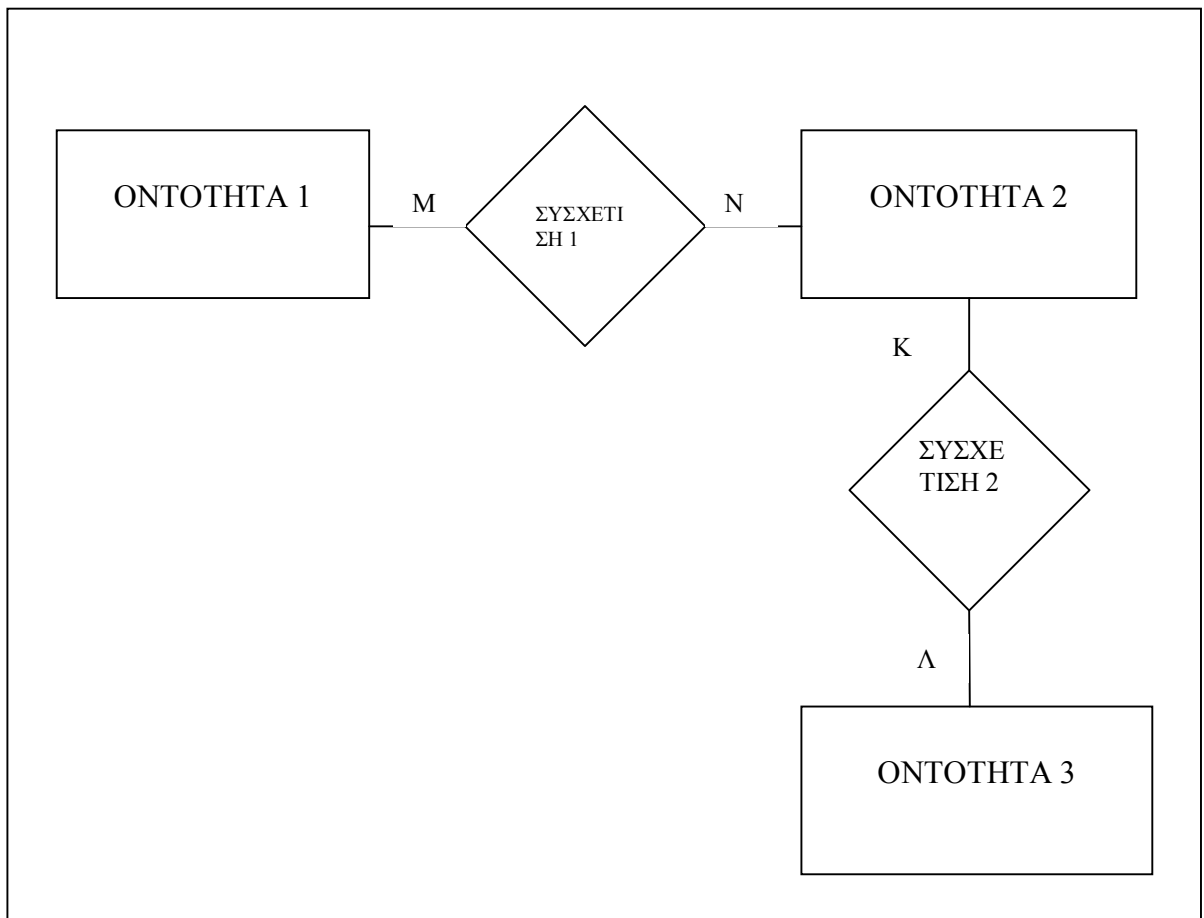 ΟΝΤΟΤΗΤΑ 1
Μ
ΣΥΣΧΕΤΙ
ΣΗ 1
Ν
ΟΝΤΟΤΗΤΑ 2
Κ
ΣΥΣΧΕ
ΤΙΣΗ 2
Λ
ΟΝΤΟΤΗΤΑ 3